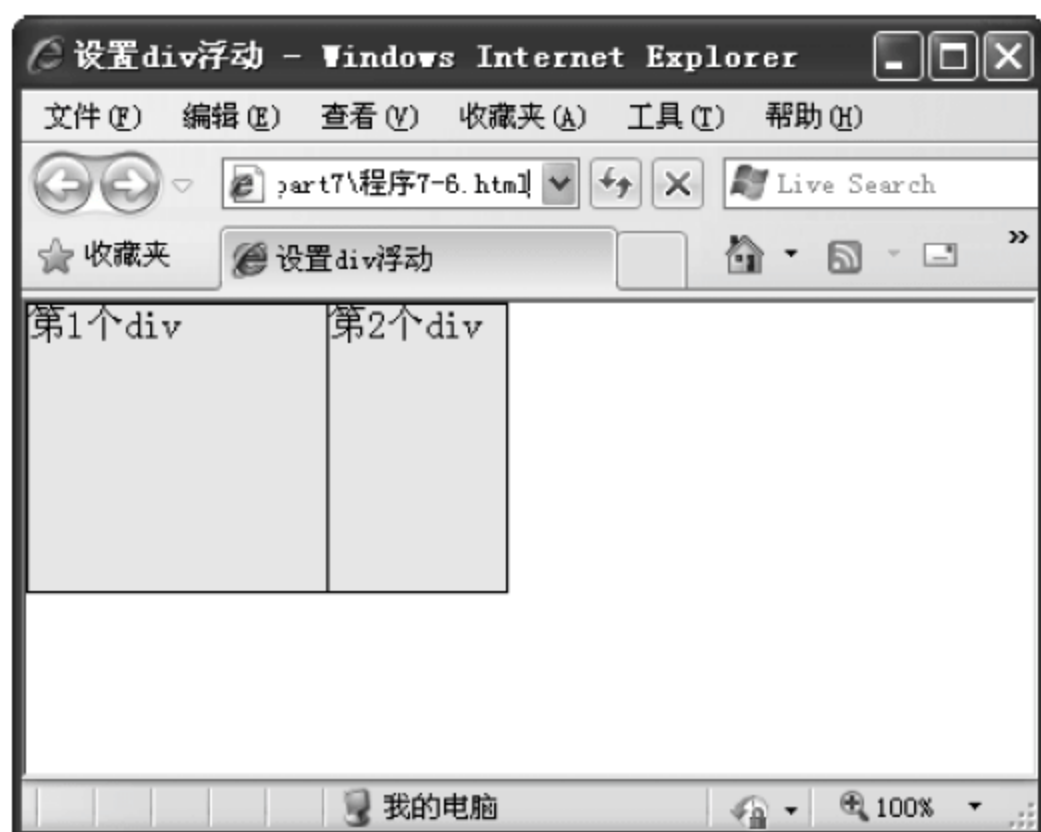 设置div浮动 - Windows Internet Explorer
文件(F) 编辑(E) 查看(V) 收藏夹(A) 工具(T) 帮助(H)
part7\程序7-6.html Live Search
收藏夹 设置div浮动 »
第1个div 第2个div
我的电脑 100%